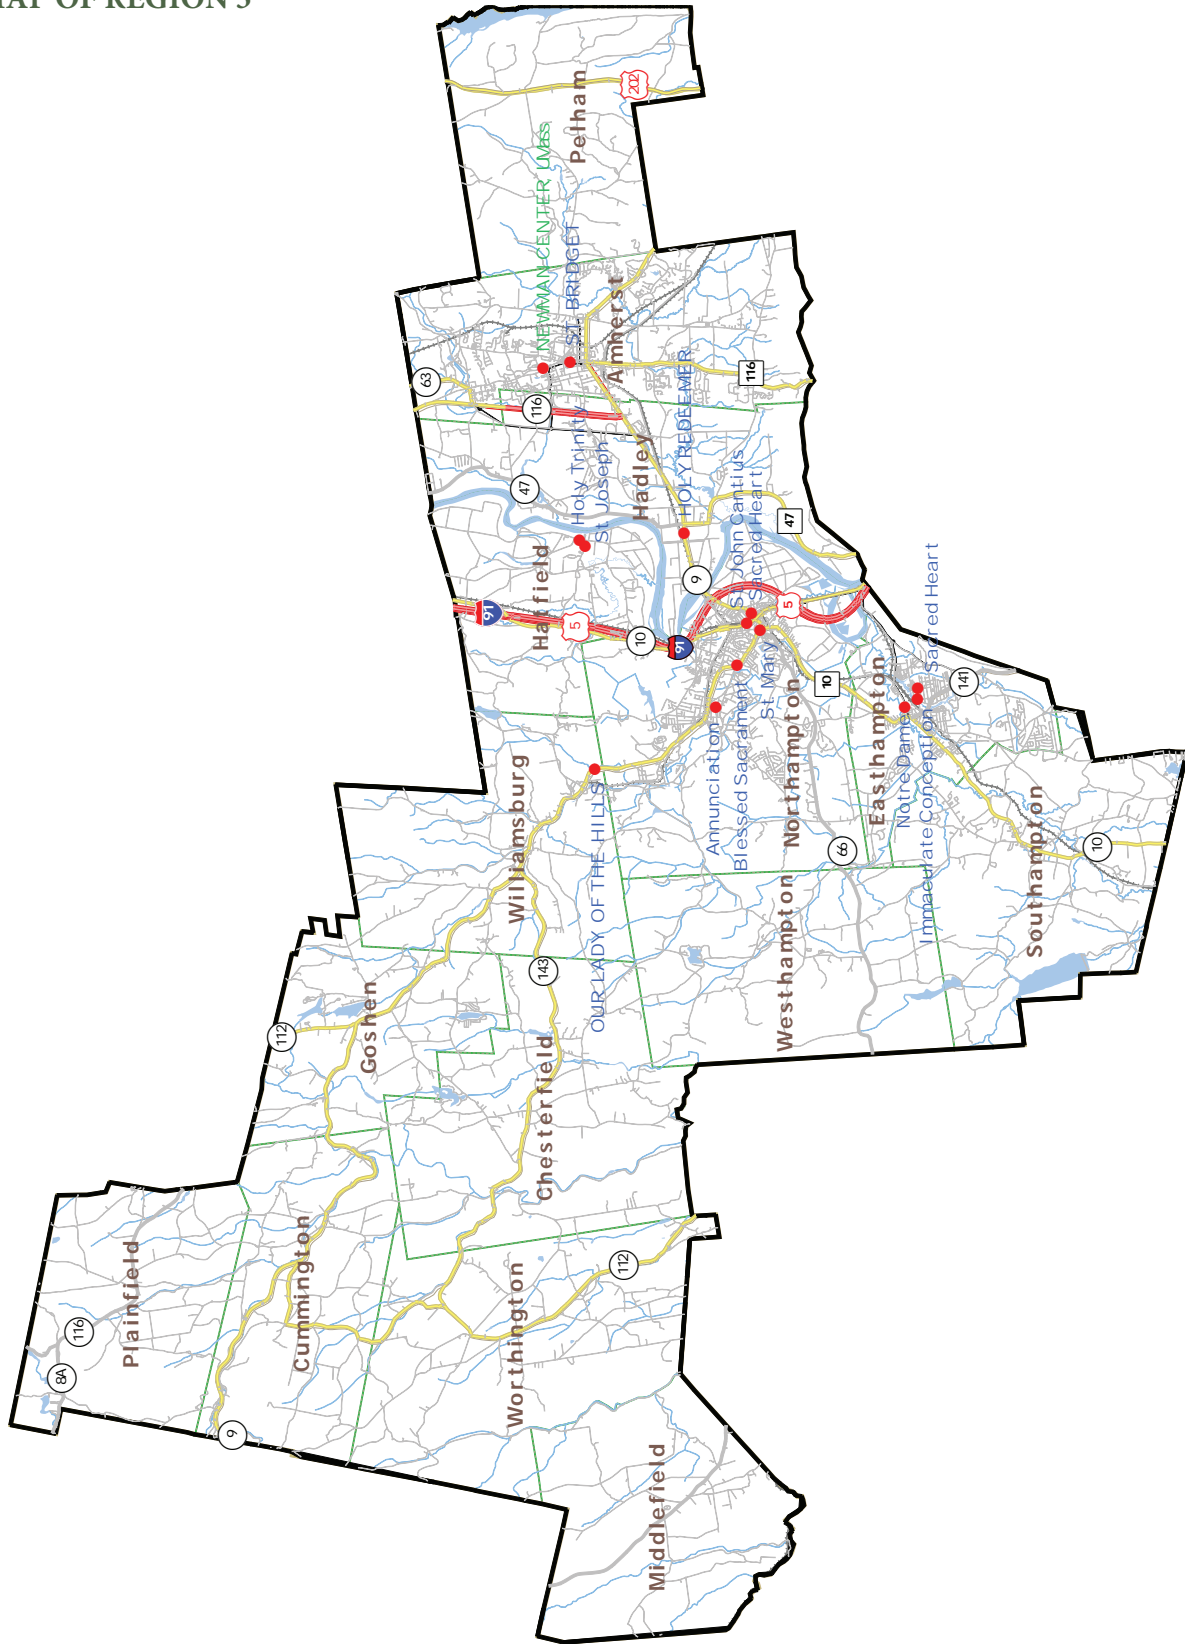 MAP OF REGION 3
202
Pelham
NEWMAN CENTER, UMass
ST. BRIDGET
Amherst
63
116
116
Holy Trinity
St. Joseph
Hadley
HOLY REDEEMER
47
47
St. John Cantius
Sacred Heart
Hatfield
91
5
10
91
9
5
Sacred Heart
141
10
St. Mary
Annunciation
Blessed Sacrament
Northampton
Easthampton
Notre Dame
Immaculate Conception
Williamsburg
OUR LADY OF THE HILLS
66
Westhampton
Southampton
10
143
112
Goshen
Chesterfield
Plainfield
116
8A
Cummington
9
112
Worthington
Middlefield